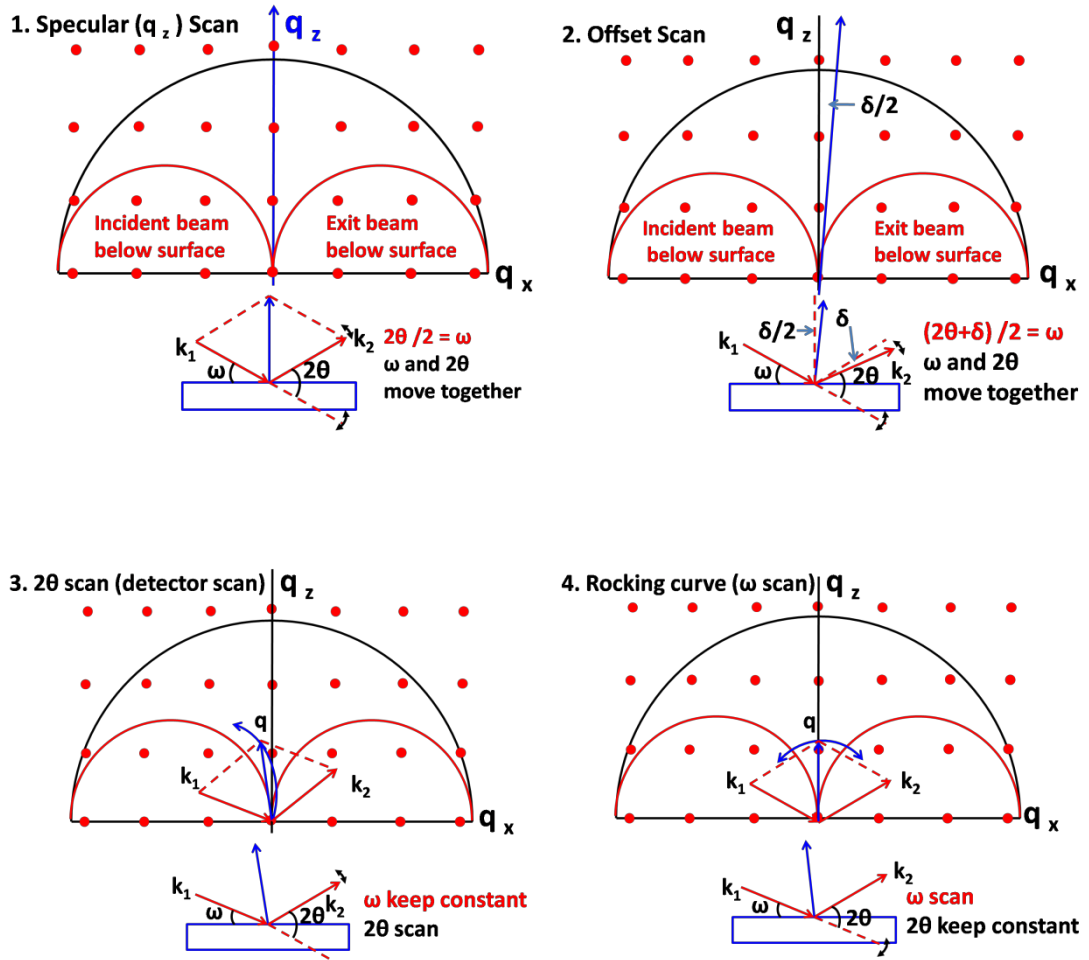 1. Specular (q z ) Scan
q z
Incident beam
below surface
Exit beam
below surface
q x
k1
k2
ω
2θ
2θ /2 = ω
ω and 2θ
move together
2. Offset Scan
q z
δ/2
Incident beam
below surface
Exit beam
below surface
q x
δ/2
δ
k1
ω
2θ
k2
(2θ+δ) /2 = ω
ω and 2θ
move together
3. 2θ scan (detector scan)
q z
q
k1
k2
q x
k1
ω
2θ
k2
ω keep constant
2θ scan
4. Rocking curve (ω scan)
q z
q
k1
k2
q x
k1
ω
2θ
k2
ω scan
2θ keep constant